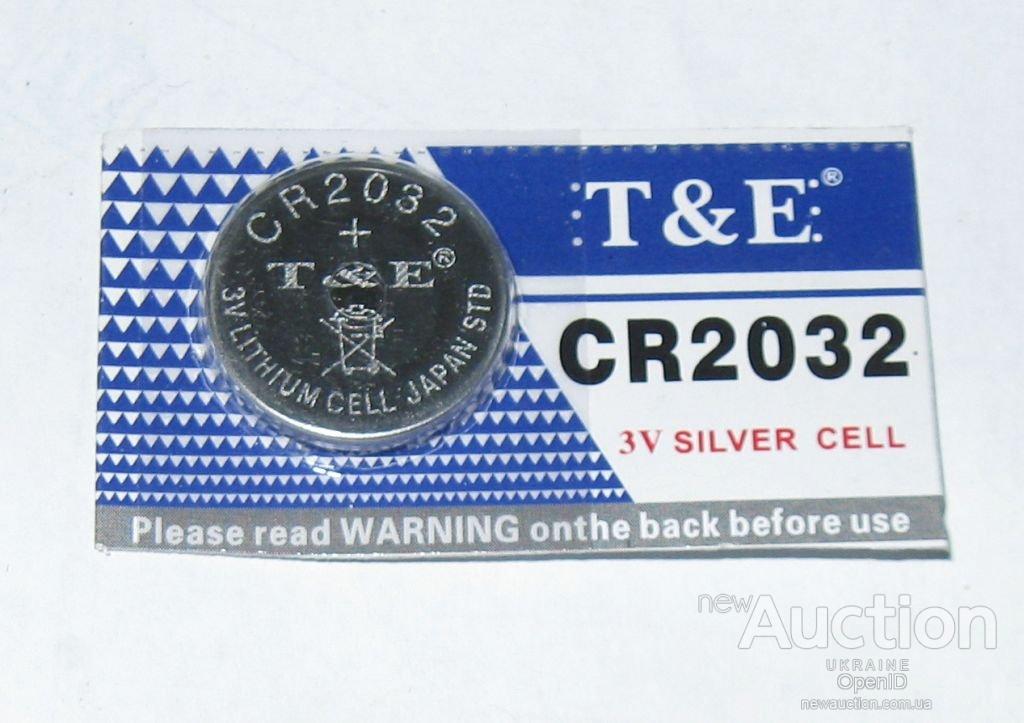 CR2032
+
T&E®
3V LITHIUM CELL JAPAN STD
T&E®
CR2032
3V SILVER CELL
Please read WARNING onthe back before use
newAuction
UKRAINE
OpenID
newauction.com.ua